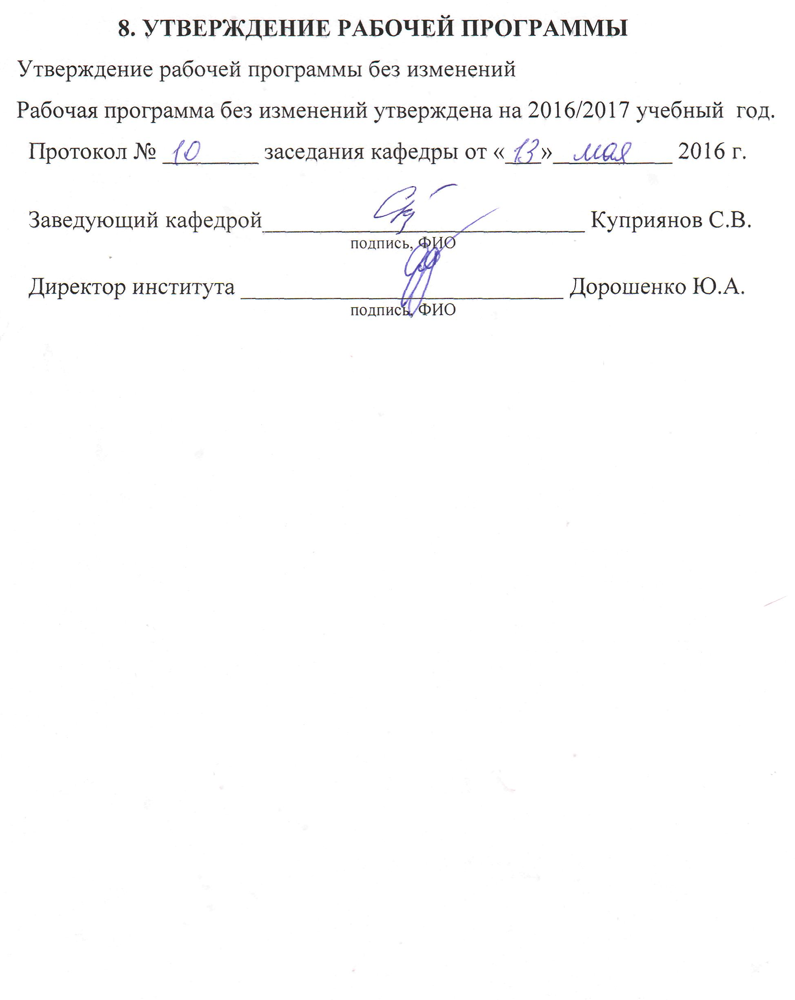 8. УТВЕРЖДЕНИЕ РАБОЧЕЙ ПРОГРАММЫ
Утверждение рабочей программы без изменений
Рабочая программа без изменений утверждена на 2016/2017 учебный год.
Протокол № 10 заседания кафедры от «13» мая 2016 г.
Заведующий кафедрой Куприянов С.В.
подпись, ФИО
Директор института Дорошенко Ю.А.
подпись, ФИО